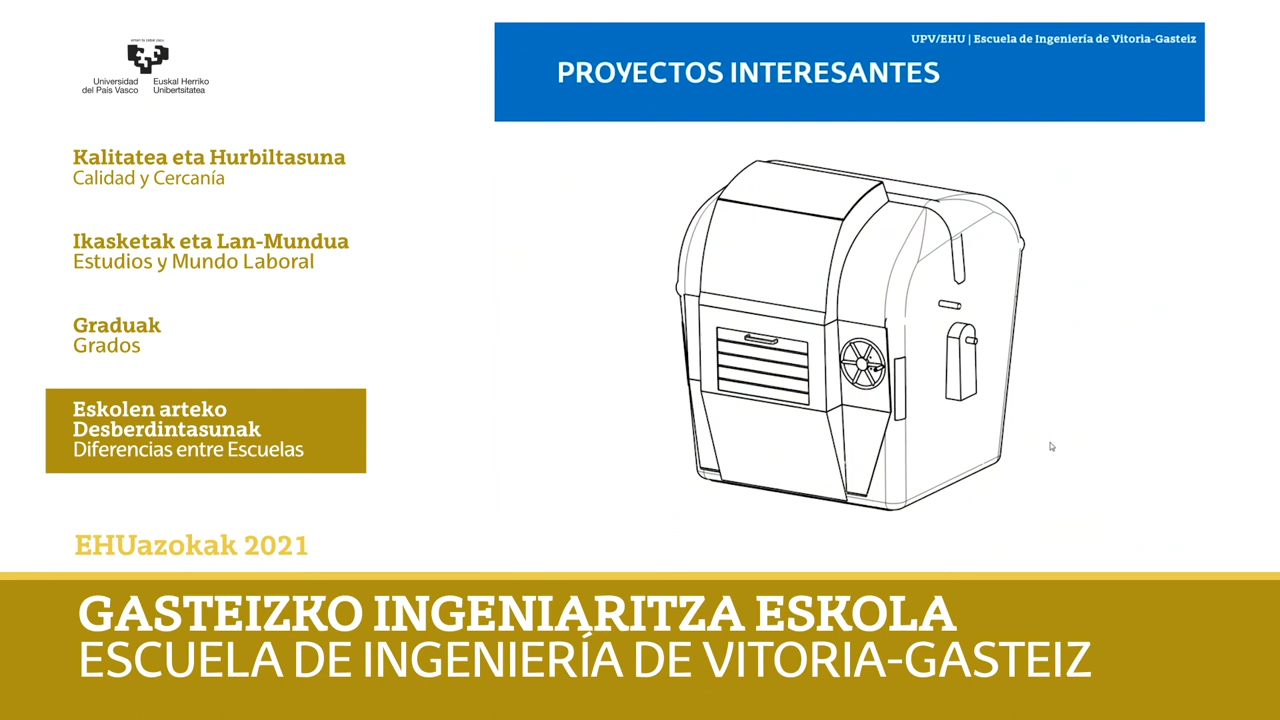 Universidad
del País Vasco
Euskal Herriko
Unibertsitatea
UPV/EHU | Escuela de Ingeniería de Vitoria-Gasteiz
PROYECTOS INTERESANTES
Kalitatea eta Hurbiltasuna
Calidad y Cercanía
Ikasketak eta Lan-Mundua
Estudios y Mundo Laboral
Graduak
Grados
Eskolen arteko
Desberdintasunak
Diferencias entre Escuelas
EHUazokak 2021
GASTEIZKO INGENIARITZA ESKOLA
ESCUELA DE INGENIERÍA DE VITORIA-GASTEIZ